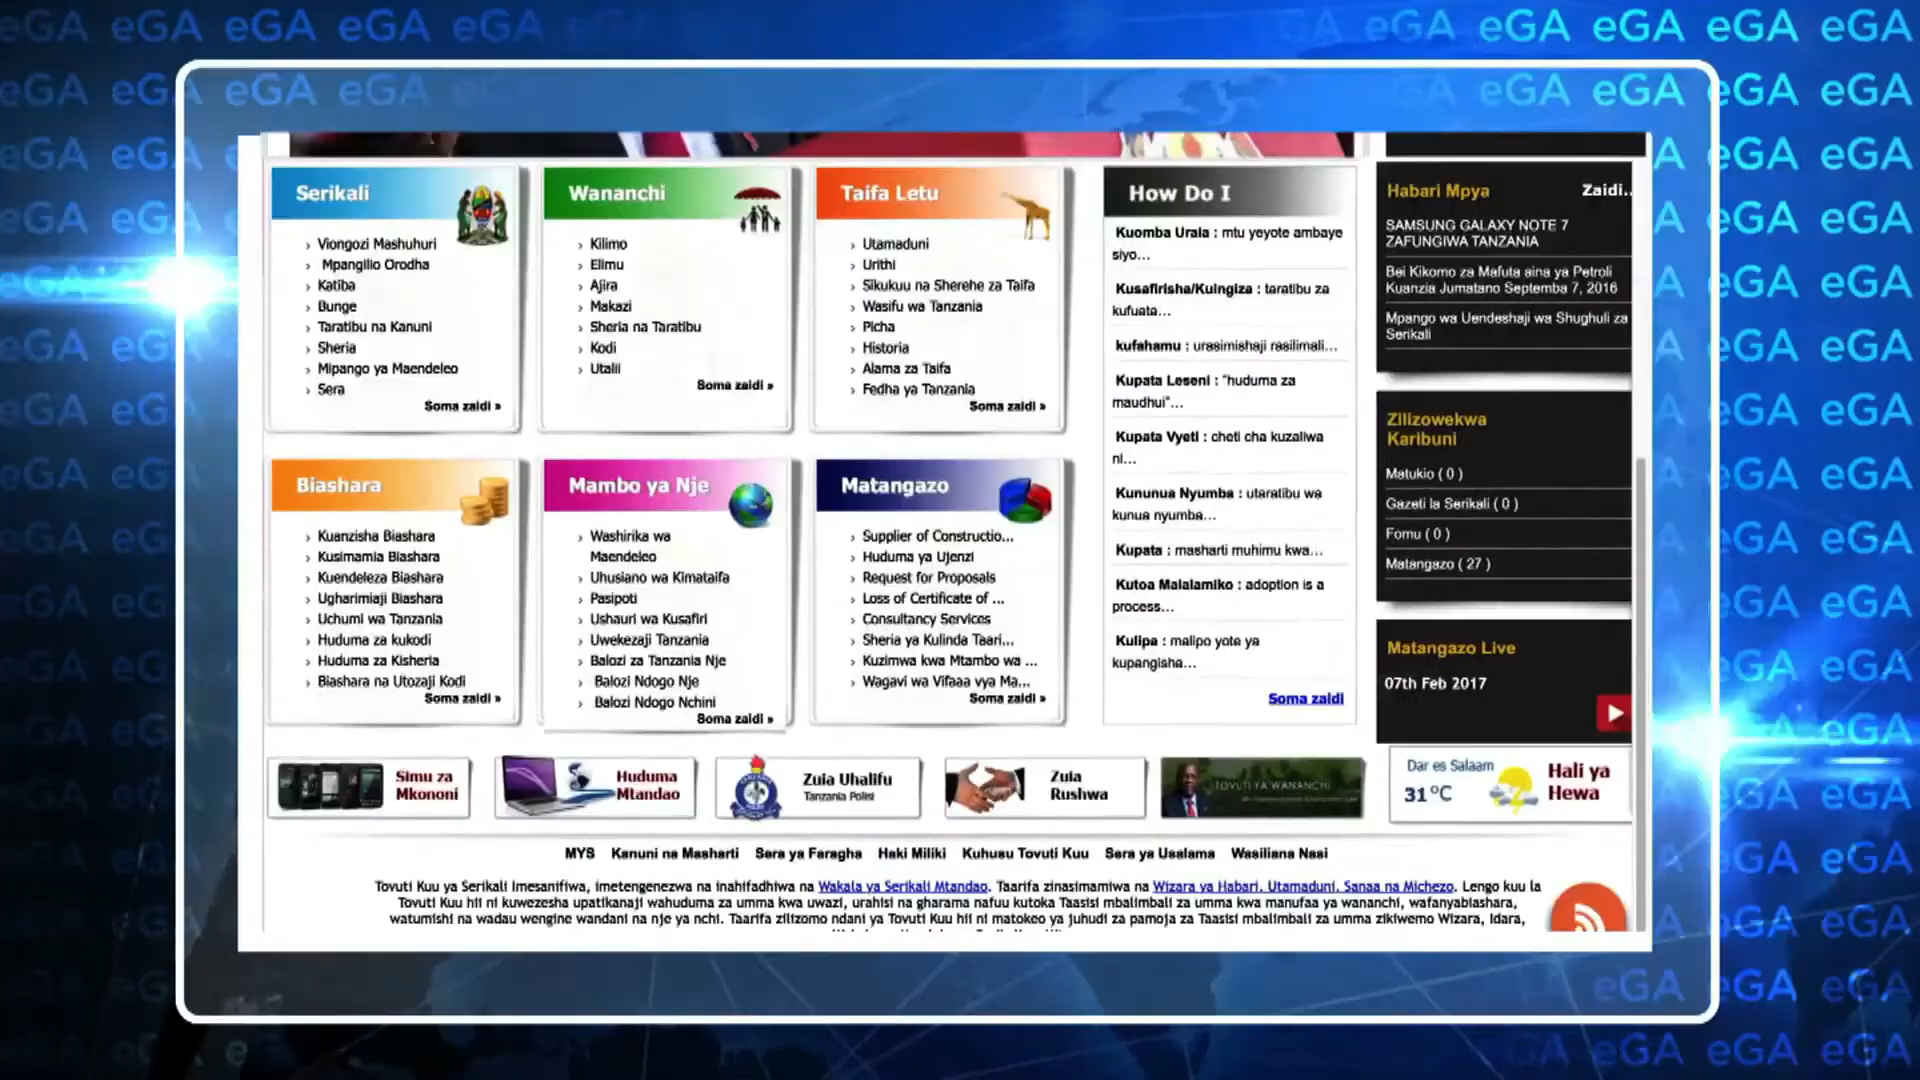 Serikali
Viongozi Mashuhuri
Mpangilio Orodha
Katiba
Bunge
Taratibu na Kanuni
Sheria
Mipango ya Maendeleo
Sera
Soma zaidi »
Wananchi
Kilimo
Elimu
Ajira
Makazi
Sheria na Taratibu
Kodi
Utalii
Soma zaidi »
Taifa Letu
Utamaduni
Urithi
Sikukuu na Sherehe za Taifa
Wasifu wa Tanzania
Picha
Historia
Alama za Taifa
Fedha ya Tanzania
Soma zaidi »
How Do I
Kuomba Uraia : mtu yeyote ambaye
siyo...
Kusafirisha/Kuingiza : taratibu za
kufuata...
kufahamu : urasimishaji rasilimali...
Kupata Leseni : "huduma za
maudhui"...
Kupata Vyeti : cheti cha kuzaliwa
ni...
Kununua Nyumba : utaratibu wa
kunua nyumba...
Kupata : masharti muhimu kwa...
Kutoa Malalamiko : adoption is a
process...
Kulipa : malipo yote ya
kupangisha...
Soma zaidi
Habari Mpya Zaidi..
SAMSUNG GALAXY NOTE 7
ZAFUNGIWA TANZANIA
Bei Kikomo za Mafuta aina ya Petroli
Kuanzia Jumatano Septemba 7, 2016
Mpango wa Uendeshaji wa Shughuli za
Serikali
Zilizowekwa
Karibuni
Matukio ( 0 )
Gazeti la Serikali ( 0 )
Fomu ( 0 )
Matangazo ( 27 )
Matangazo Live
07th Feb 2017
Biashara
Kuanzisha Biashara
Kusimamia Biashara
Kuendeleza Biashara
Ugharimiaji Biashara
Uchumi wa Tanzania
Huduma za kukodi
Huduma za Kisheria
Biashara na Utozaji Kodi
Soma zaidi »
Mambo ya Nje
Washirika wa
Maendeleo
Uhusiano wa Kimataifa
Pasipoti
Ushauri wa Kusafiri
Uwekezaji Tanzania
Balozi za Tanzania Nje
Balozi Ndogo Nje
Balozi Ndogo Nchini
Soma zaidi »
Matangazo
Supplier of Constructio...
Huduma ya Ujenzi
Request for Proposals
Loss of Certificate of ...
Consultancy Services
Sheria ya Kulinda Taari...
Kuzimwa kwa Mtambo wa ...
Wagavi wa Vifaaa vya Ma...
Soma zaidi »
Simu za
Mkononi
Huduma
Mtandao
Zuia Uhalifu
Tanzania Polisi
Zuia
Rushwa
TOVUTI YA WANANCHI
Dar es Salaam
31°C
Hali ya
Hewa
MYS Kanuni na Masharti Sera ya Faragha Haki Miliki Kuhusu Tovuti Kuu Sera ya Usalama Wasiliana Nasi
Tovuti Kuu ya Serikali Imesanifiwa, imetengenezwa na inahifadhiwa na Wakala ya Serikali Mtandao. Taarifa zinasimamiwa na Wizara ya Habari, Utamaduni, Sanaa na Michezo. Lengo kuu la
Tovuti Kuu hii ni kuwezesha upatikanaji wahuduma za umma kwa uwazi, urahisi na gharama nafuu kutoka Taasisi mbalimbali za umma kwa manufaa ya wananchi, wafanyabiashara,
watumishi na wadau wengine wandani na nje ya nchi. Taarifa zilizomo ndani ya Tovuti Kuu hii ni matokeo ya juhudi za pamoja za Taasisi mbalimbali za umma zikiwemo Wizara, Idara,
eGA eGA eGA eGA